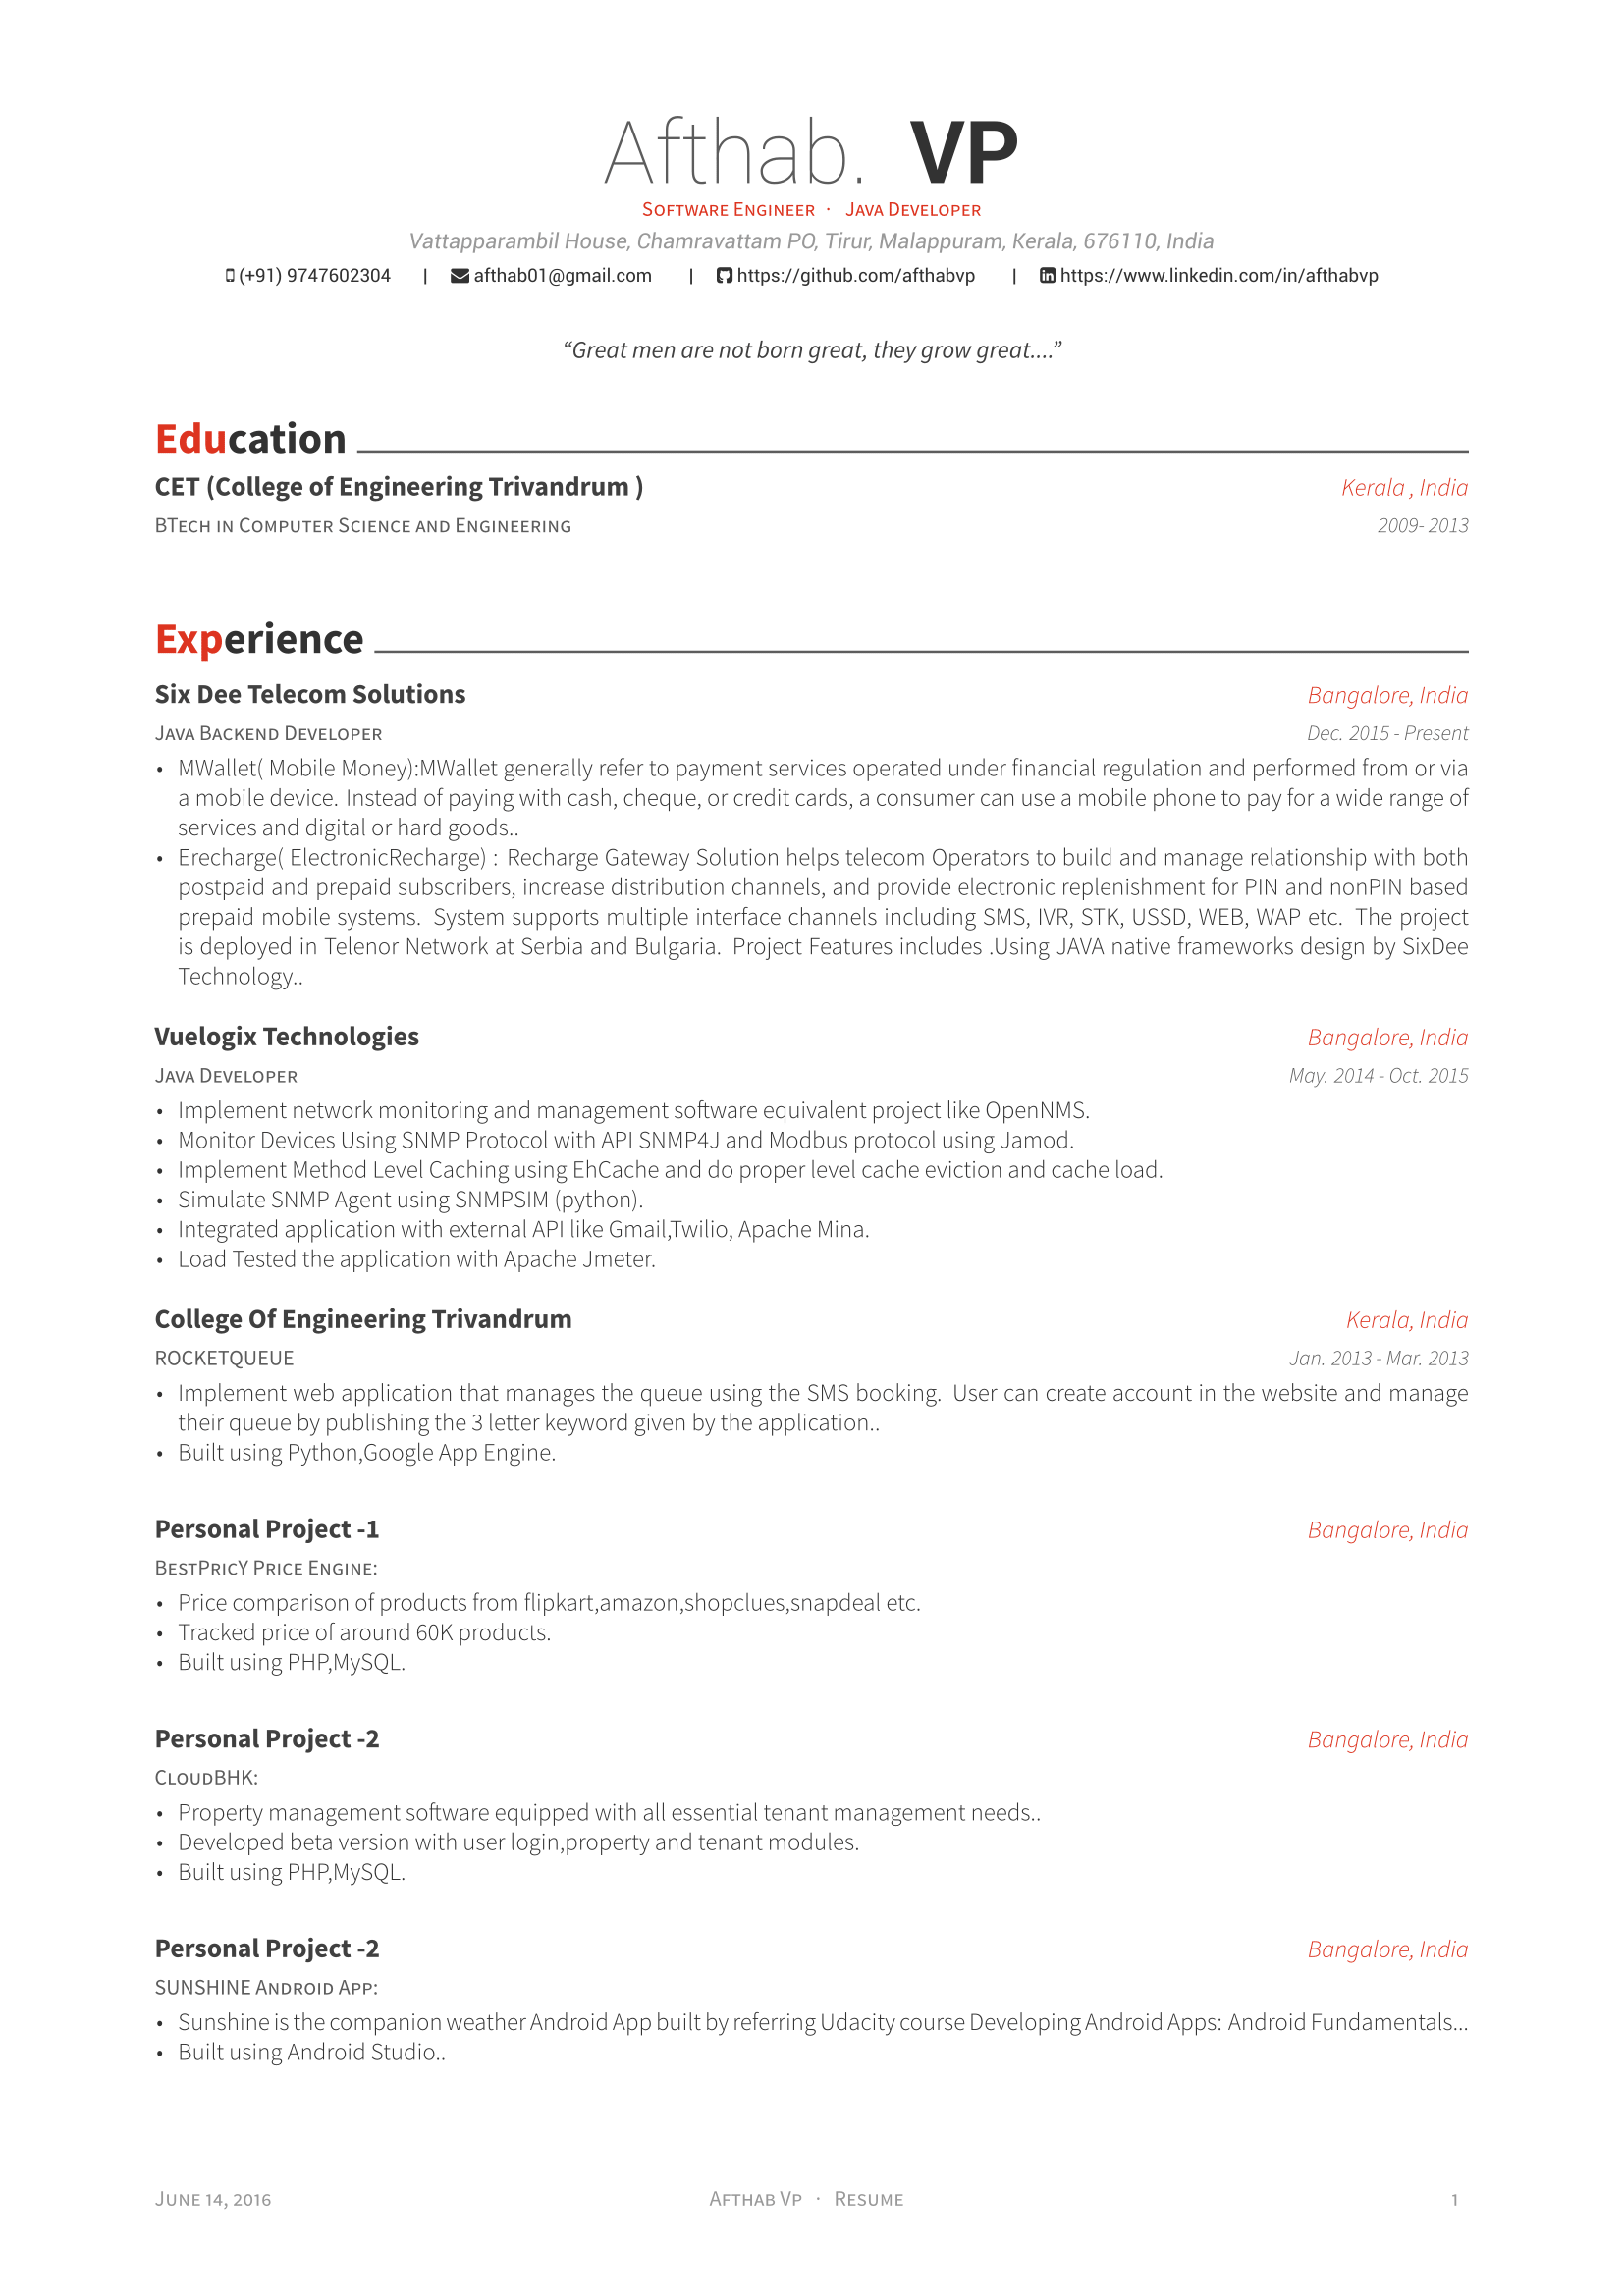 Afthab. VP
Software Engineer · Java Developer
Vattapparambil House, Chamravattam PO, Tirur, Malappuram, Kerala, 676110, India
(+91) 9747602304 | afthab01@gmail.com | https://github.com/afthabvp | https://www.linkedin.com/in/afthabvp
“Great men are not born great, they grow great....”
Education
CET (College of Engineering Trivandrum ) Kerala , India
BTech in Computer Science and Engineering 2009- 2013
Experience
Six Dee Telecom Solutions Bangalore, India
Java Backend Developer Dec. 2015 - Present
• MWallet( Mobile Money):MWallet generally refer to payment services operated under financial regulation and performed from or via
a mobile device. Instead of paying with cash, cheque, or credit cards, a consumer can use a mobile phone to pay for a wide range of
services and digital or hard goods..
• Erecharge( ElectronicRecharge) : Recharge Gateway Solution helps telecom Operators to build and manage relationship with both
postpaid and prepaid subscribers, increase distribution channels, and provide electronic replenishment for PIN and nonPIN based
prepaid mobile systems. System supports multiple interface channels including SMS, IVR, STK, USSD, WEB, WAP etc. The project
is deployed in Telenor Network at Serbia and Bulgaria. Project Features includes .Using JAVA native frameworks design by SixDee
Technology..
Vuelogix Technologies Bangalore, India
Java Developer May. 2014 - Oct. 2015
• Implement network monitoring and management software equivalent project like OpenNMS.
• Monitor Devices Using SNMP Protocol with API SNMP4J and Modbus protocol using Jamod.
• Implement Method Level Caching using EhCache and do proper level cache eviction and cache load.
• Simulate SNMP Agent using SNMPSIM (python).
• Integrated application with external API like Gmail,Twilio, Apache Mina.
• Load Tested the application with Apache Jmeter.
College Of Engineering Trivandrum Kerala, India
ROCKETQUEUE Jan. 2013 - Mar. 2013
• Implement web application that manages the queue using the SMS booking. User can create account in the website and manage
their queue by publishing the 3 letter keyword given by the application..
• Built using Python,Google App Engine.
Personal Project -1 Bangalore, India
BestPricY Price Engine:
• Price comparison of products from flipkart,amazon,shopclues,snapdeal etc.
• Tracked price of around 60K products.
• Built using PHP,MySQL.
Personal Project -2 Bangalore, India
CloudBHK:
• Property management software equipped with all essential tenant management needs..
• Developed beta version with user login,property and tenant modules.
• Built using PHP,MySQL.
Personal Project -2 Bangalore, India
SUNSHINE Android App:
• Sunshine is the companion weather Android App built by referring Udacity course Developing Android Apps: Android Fundamentals...
• Built using Android Studio..
June 14, 2016 Afthab Vp · Resume 1